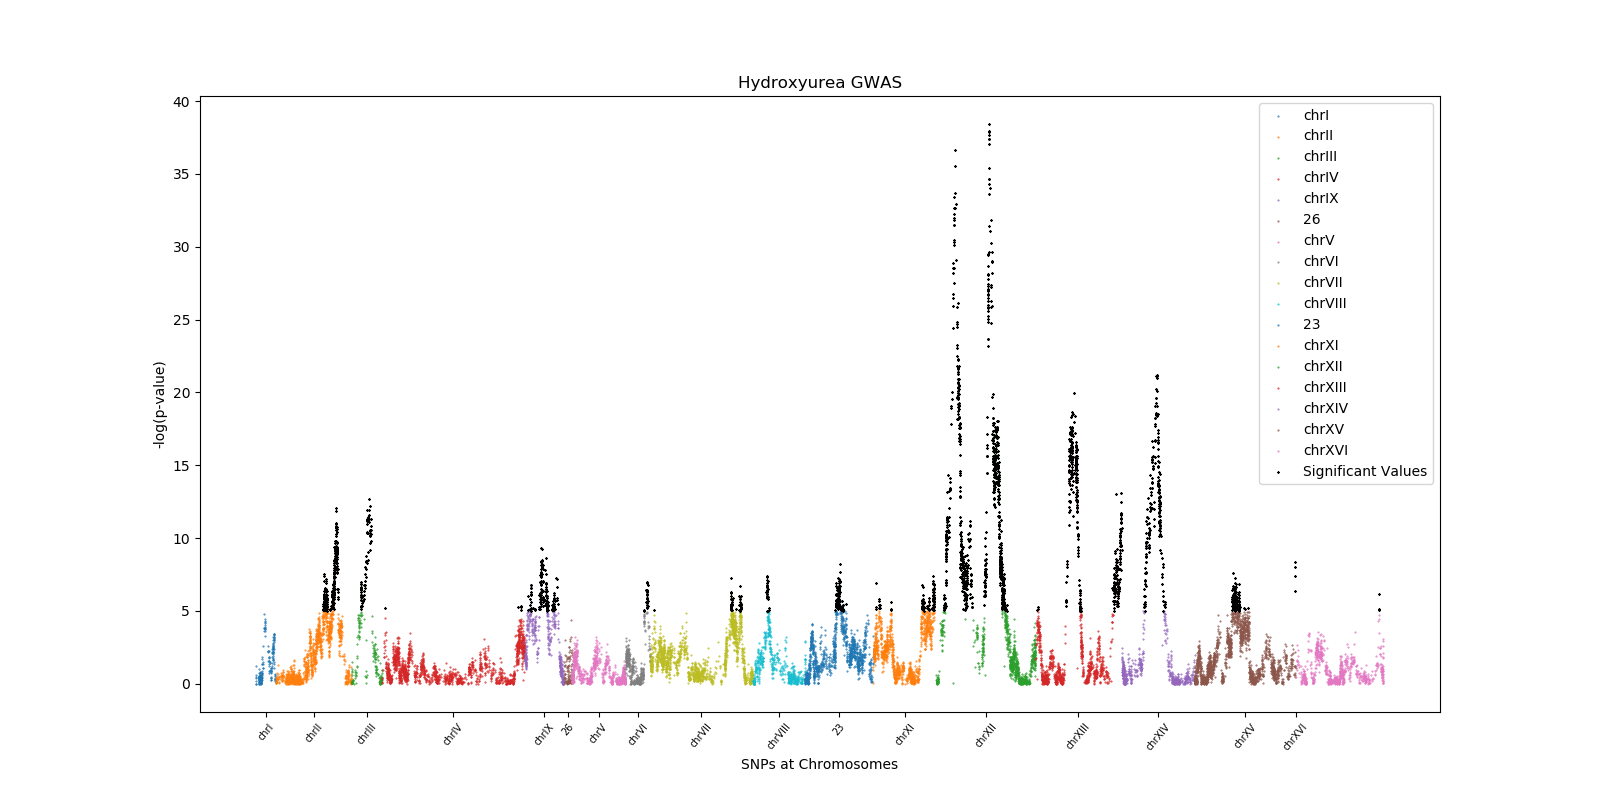 Hydroxyurea GWAS
40
35
30
25
20
15
10
5
0
-log(p-value)
chrI
chrII
chrIII
chrIV
chrIX
26
chrV
chrVI
chrVII
chrVIII
23
chrXI
chrXII
chrXIII
chrXIV
chrXV
chrXVI
Significant Values
chrI
chrII
chrIII
chrIV
chrIX
26
chrV
chrVI
chrVII
chrVIII
23
chrXI
chrXII
chrXIII
chrXIV
chrXV
chrXVI
SNPs at Chromosomes